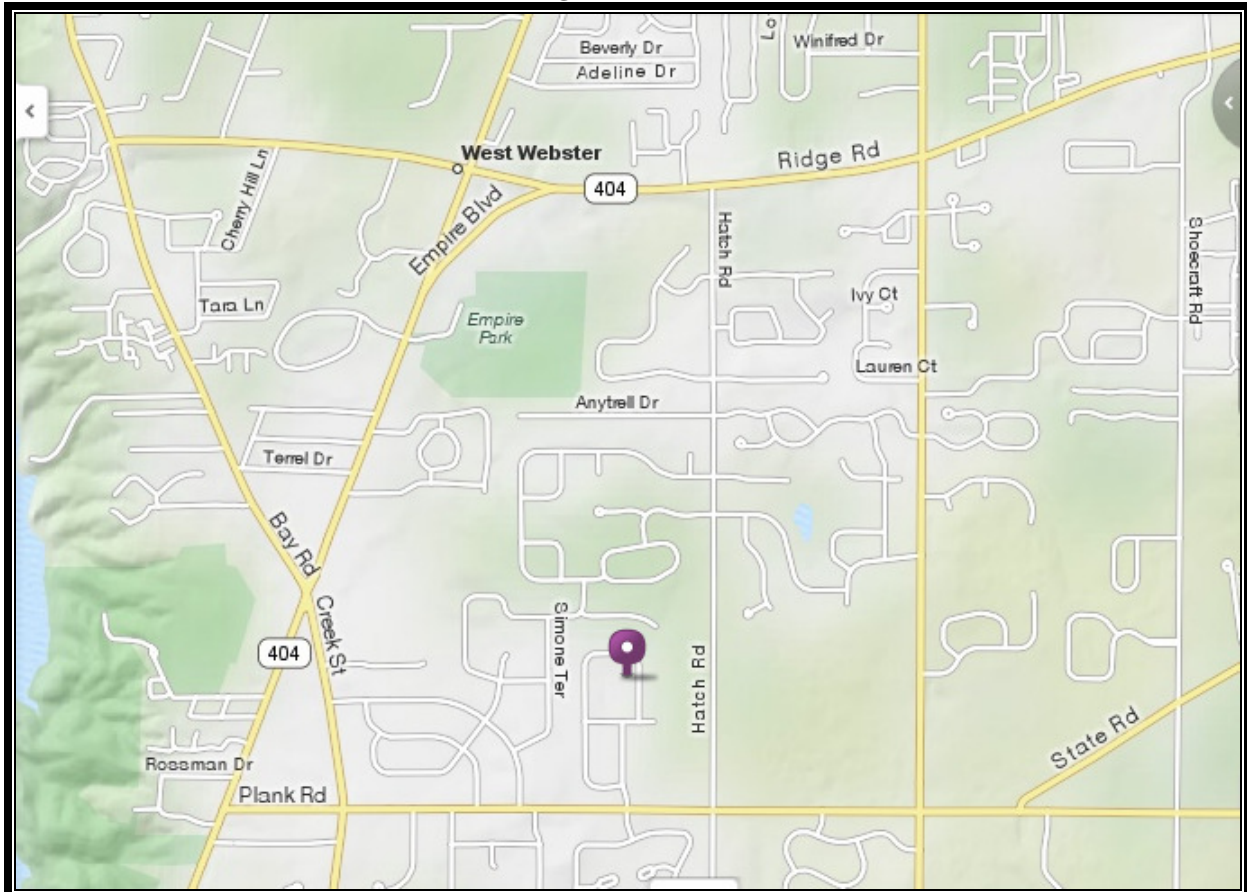 Beverly Dr
Adeline Dr
Lo
Winifred Dr
West Webster
Ridge Rd
404
Cherry Hill Ln
Empire Blvd
Hatch Rd
Shoecraft Rd
Tara Ln
Ivy Ct
Empire
Park
Lauren Ct
Anytrell Dr
Terrel Dr
Bay Rd
Creek St
Simone Ter
404
Hatch Rd
State Rd
Rossman Dr
Plank Rd